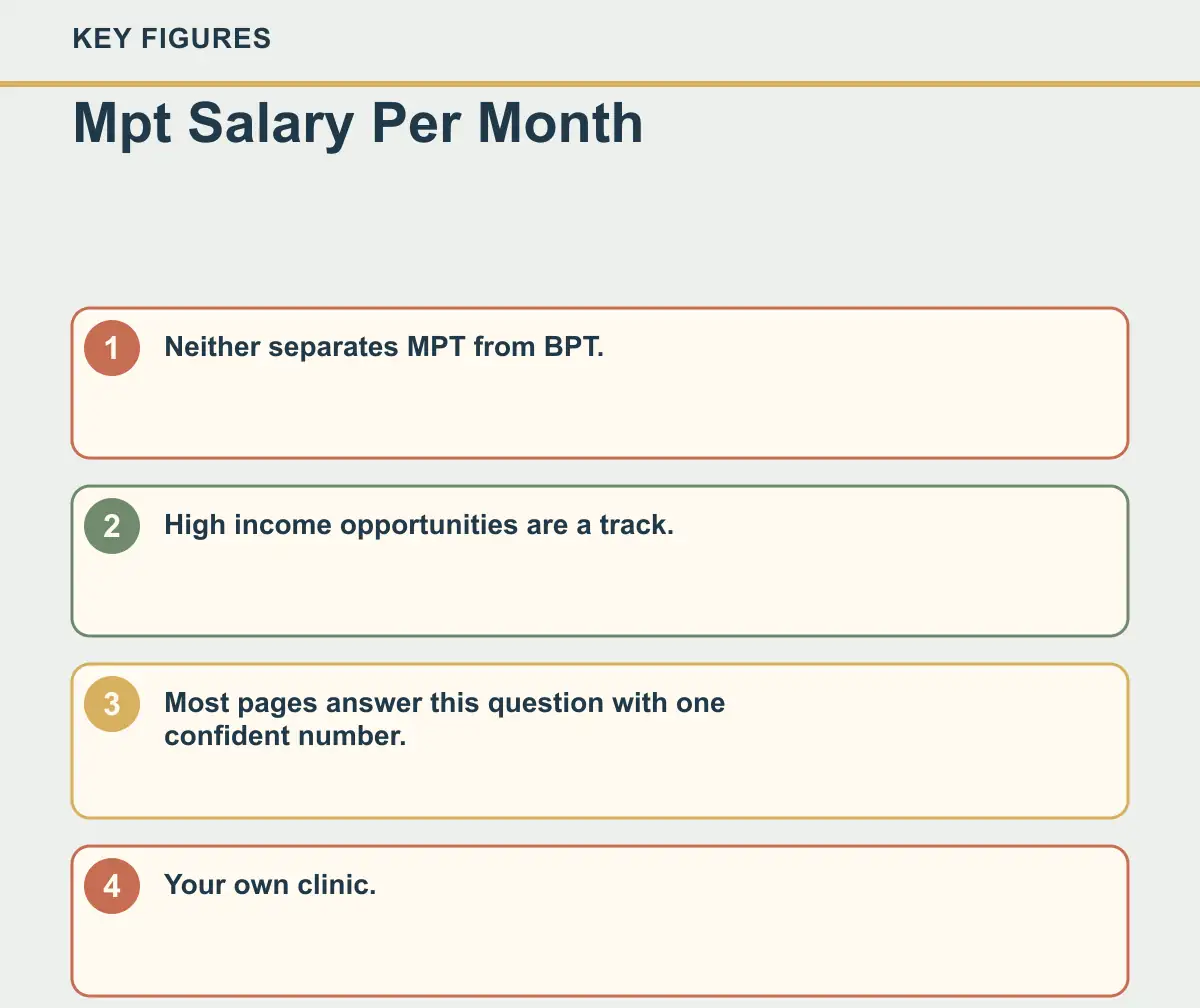 KEY FIGURES
Mpt Salary Per Month
1
Neither separates MPT from BPT.
2
High income opportunities are a track.
3
Most pages answer this question with one
confident number.
4
Your own clinic.